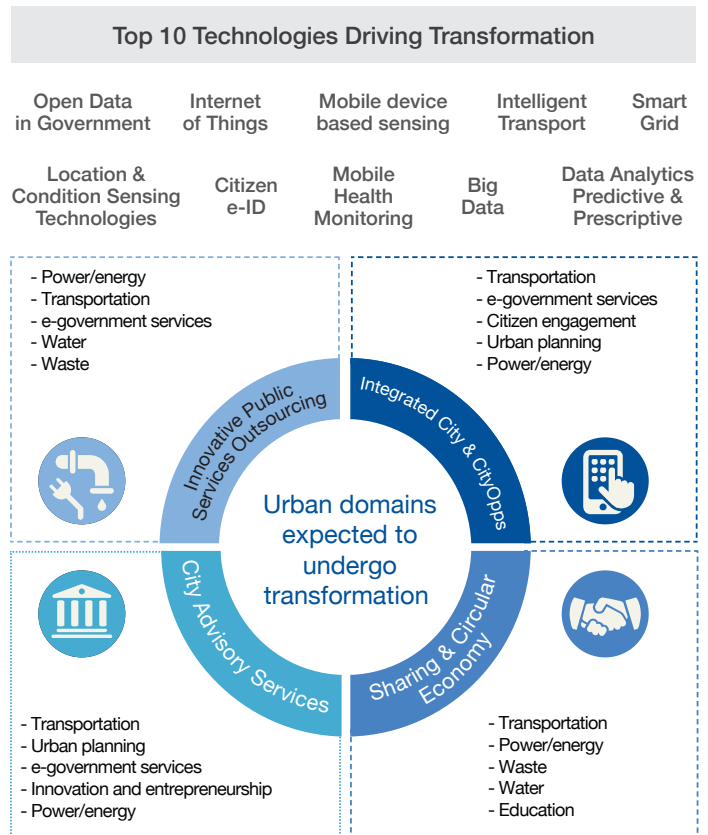 Top 10 Technologies Driving Transformation
Open Data
in Government
Internet
of Things
Mobile device
based sensing
Intelligent
Transport
Smart
Grid
Location &
Condition Sensing
Technologies
Citizen
e-ID
Mobile
Health
Monitoring
Big
Data
Data Analytics
Predictive &
Prescriptive
- Power/energy
- Transportation
- e-government services
- Water
- Waste
- Transportation
- e-government services
- Citizen engagement
- Urban planning
- Power/energy
Innovative Public
Services Outsourcing
Integrated City & CityOpps
Urban domains
expected to
undergo
transformation
City Advisory Services
Sharing & Circular
Economy
- Transportation
- Urban planning
- e-government services
- Innovation and entrepreneurship
- Power/energy
- Transportation
- Power/energy
- Waste
- Water
- Education